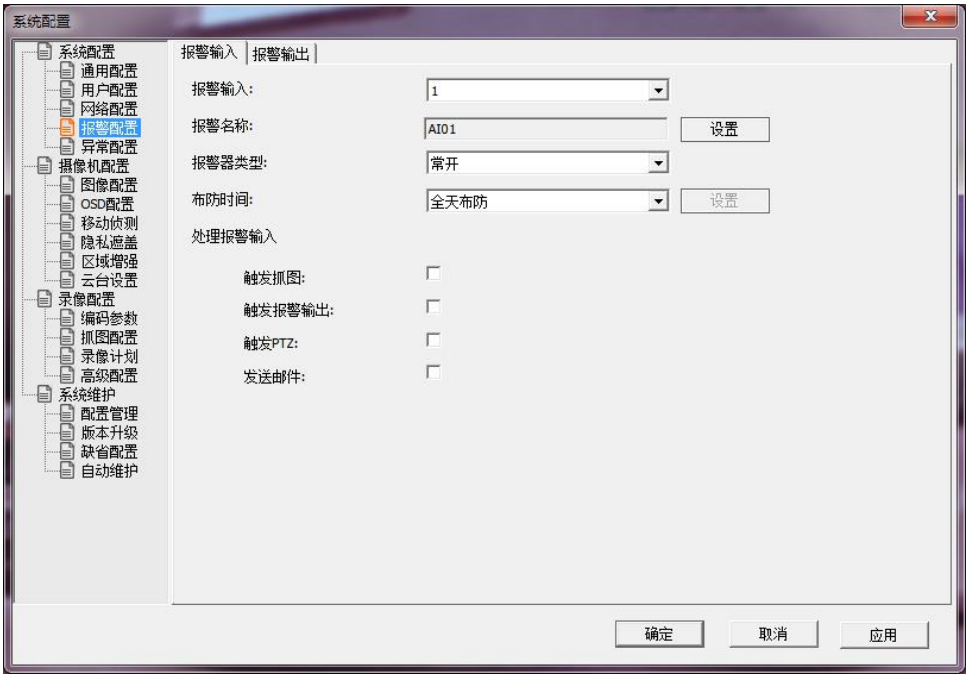 系统配置
系统配置
通用配置
用户配置
网络配置
报警配置
异常配置
摄像机配置
图像配置
OSD配置
移动侦测
隐私遮盖
区域增强
云台设置
录像配置
编码参数
抓图配置
录像计划
高级配置
系统维护
配置管理
版本升级
缺省配置
自动维护
报警输入 报警输出
报警输入: 1
报警名称: AI01 设置
报警器类型: 常开
布防时间: 全天布防 设置
处理报警输入
触发抓图:
触发报警输出:
触发PTZ:
发送邮件:
确定 取消 应用